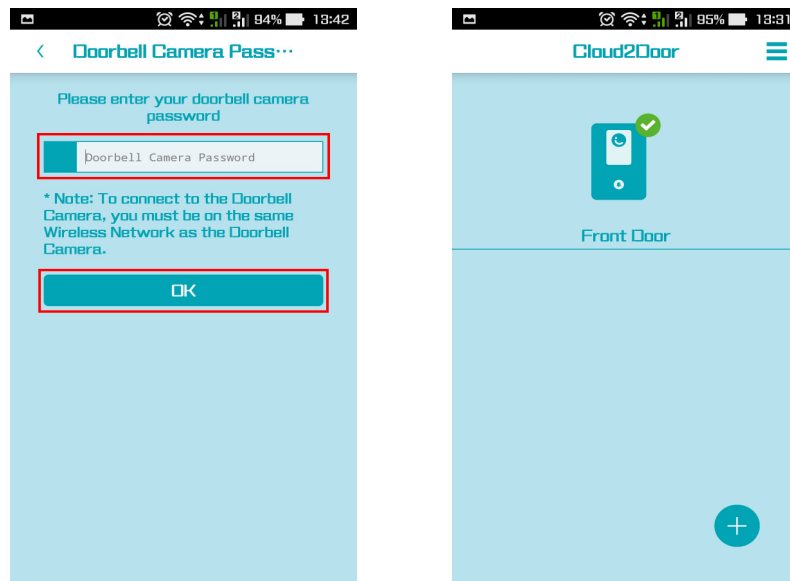 94% 13:42
Doorbell Camera Pass...
Please enter your doorbell camera
password
Doorbell Camera Password
* Note: To connect to the Doorbell
Camera, you must be on the same
Wireless Network as the Doorbell
Camera.
OK
95% 13:31
Cloud2Door
Front Door